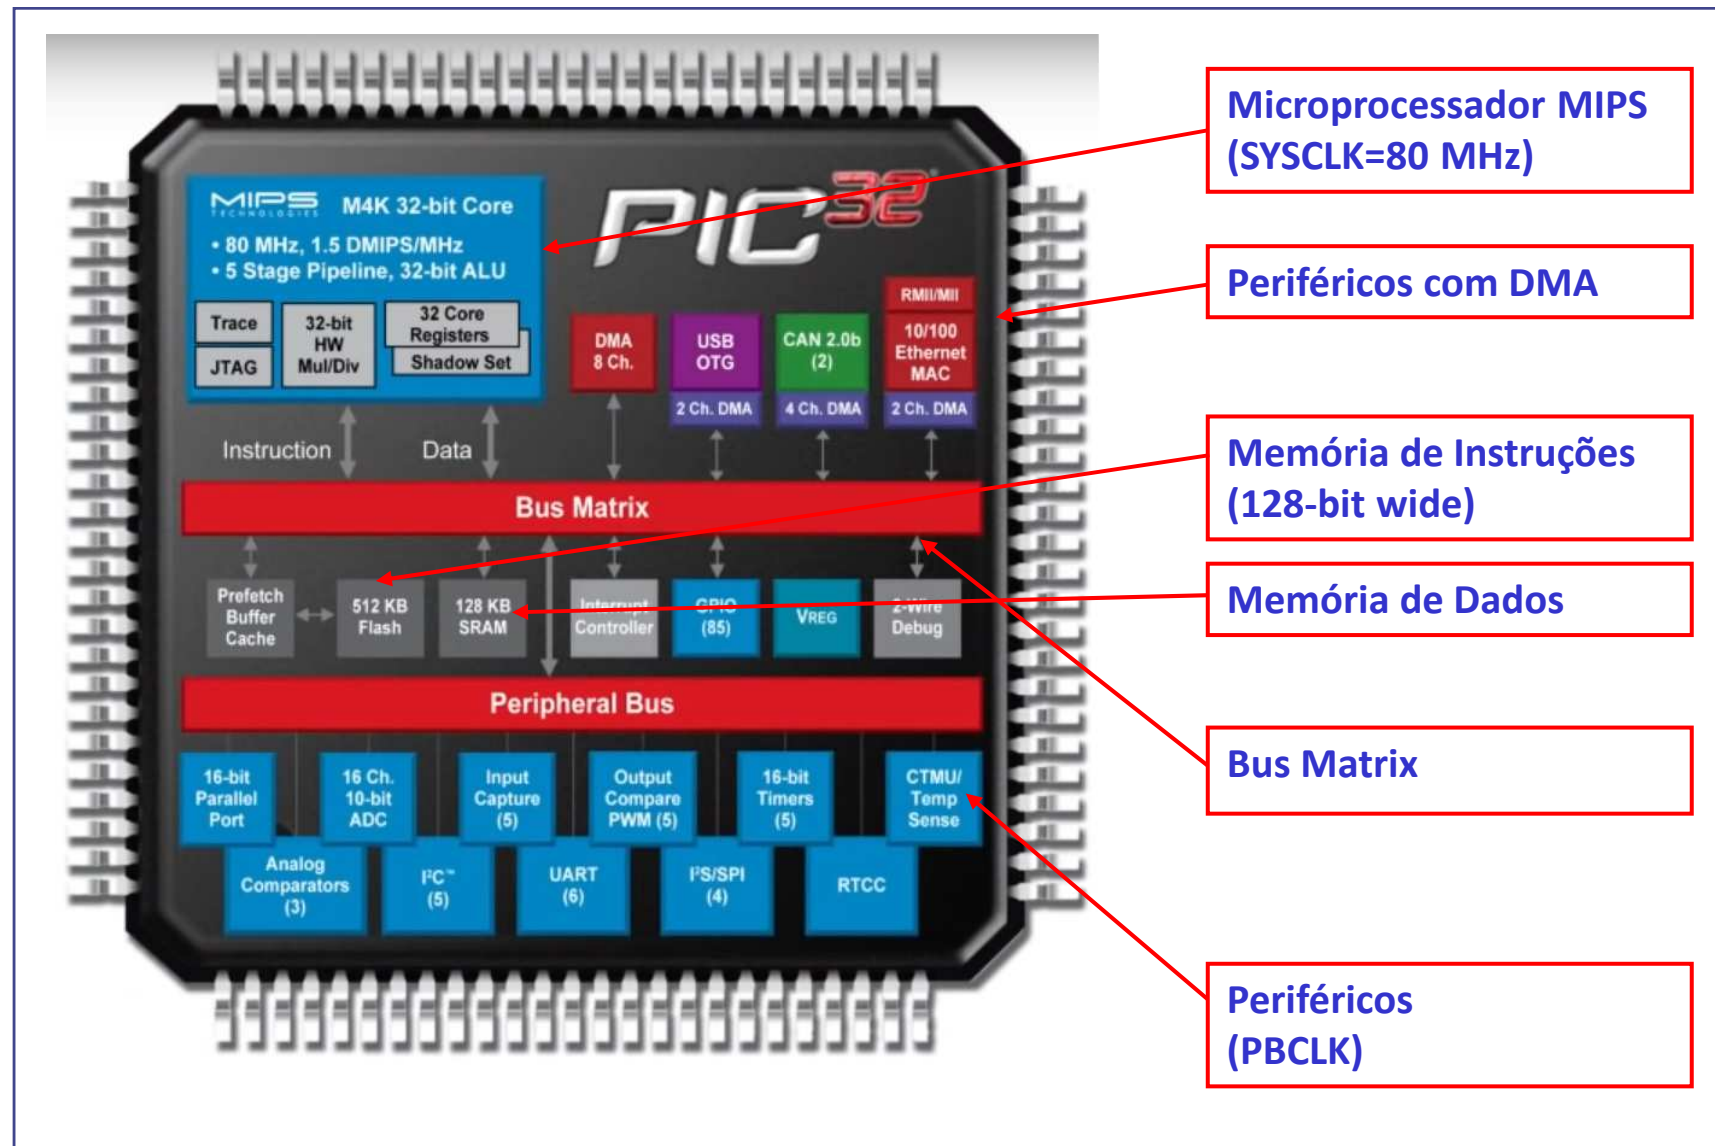 MIPS
TECHNOLOGIES
M4K 32-bit Core
• 80 MHz, 1.5 DMIPS/MHz
• 5 Stage Pipeline, 32-bit ALU
Trace
JTAG
32-bit
HW
Mul/Div
32 Core
Registers
Shadow Set
PIC32®
DMA
8 Ch.
USB
OTG
2 Ch. DMA
CAN 2.0b
(2)
4 Ch. DMA
RMII/MII
10/100
Ethernet
MAC
2 Ch. DMA
Instruction
Data
Bus Matrix
Prefetch
Buffer
Cache
512 KB
Flash
128 KB
SRAM
Interrupt
Controller
GPIO
(85)
VREG
2-Wire
Debug
Peripheral Bus
16-bit
Parallel
Port
16 Ch.
10-bit
ADC
Input
Capture
(5)
Output
Compare
PWM (5)
16-bit
Timers
(5)
CTMU/
Temp
Sense
Analog
Comparators
(3)
I²C™
(5)
UART
(6)
I²S/SPI
(4)
RTCC
Microprocessador MIPS
(SYSCLK=80 MHz)
Periféricos com DMA
Memória de Instruções
(128-bit wide)
Memória de Dados
Bus Matrix
Periféricos
(PBCLK)